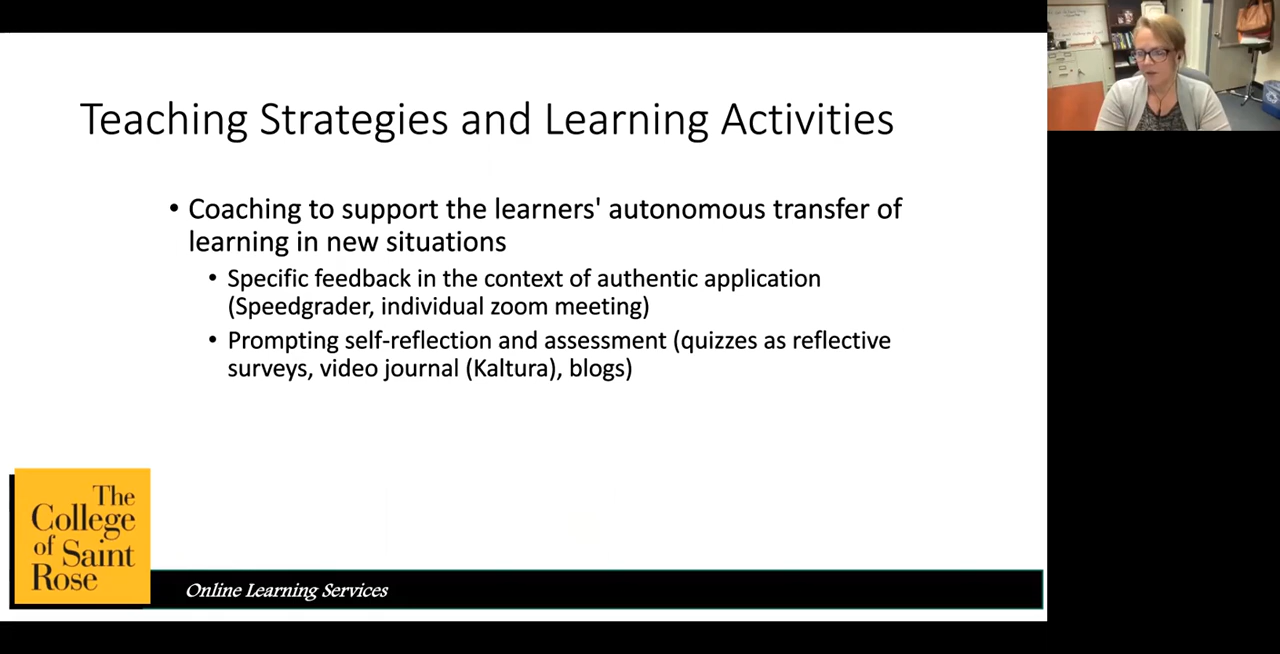 Teaching Strategies and Learning Activities
• Coaching to support the learners' autonomous transfer of
learning in new situations
• Specific feedback in the context of authentic application
(Speedgrader, individual zoom meeting)
• Prompting self-reflection and assessment (quizzes as reflective
surveys, video journal (Kaltura), blogs)
The
College
of Saint
Rose
Online Learning Services